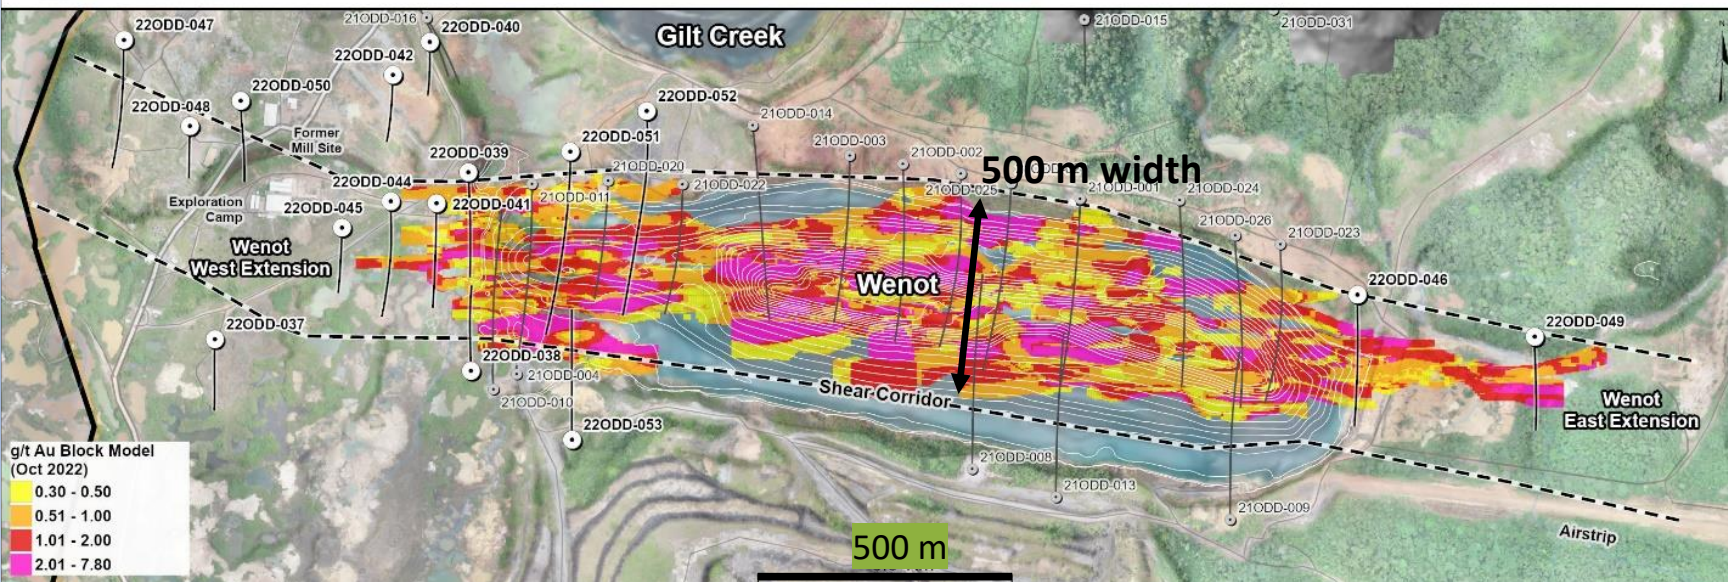 22ODD-047
21ODD-016
22ODD-040
Gilt Creek
21ODD-015
21ODD-031
22ODD-042
22ODD-050
22ODD-052
22ODD-048
21ODD-014
Former
Mill Site
22ODD-051
22ODD-039
21ODD-003
21ODD-002
21ODD-020
500 m width
22ODD-044
21ODD-022
21ODD-025
21ODD-001
21ODD-024
Exploration
Camp
22ODD-045
22ODD-041
21ODD-011
21ODD-026
21ODD-023
Wenot
West Extension
Wenot
22ODD-046
22ODD-037
22ODD-049
22ODD-038
21ODD-004
Shear Corridor
21ODD-010
Wenot
East Extension
22ODD-053
21ODD-008
21ODD-013
21ODD-009
Airstrip
g/t Au Block Model
(Oct 2022)
0.30 - 0.50
0.51 - 1.00
1.01 - 2.00
2.01 - 7.80
500 m